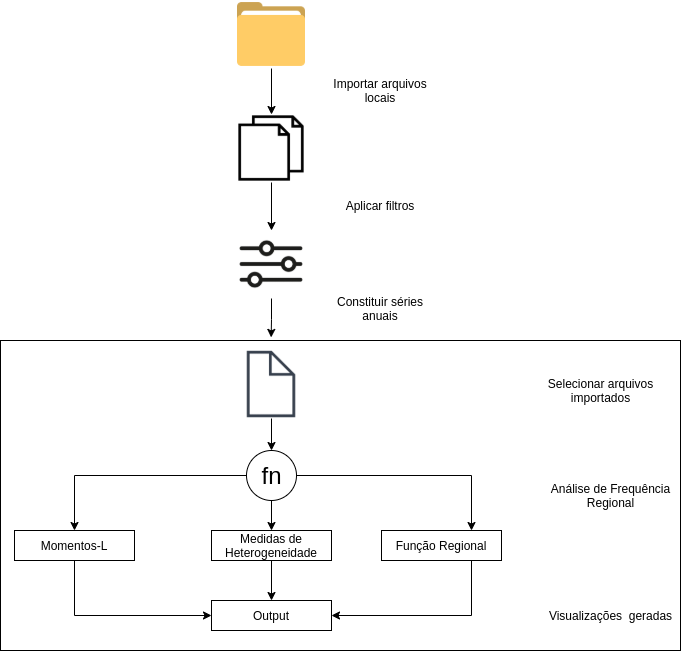 Importar arquivos
locais
Aplicar filtros
Constituir séries
anuais
Selecionar arquivos
importados
fn
Análise de Frequência
Regional
Momentos-L
Medidas de
Heterogeneidade
Função Regional
Output
Visualizações geradas